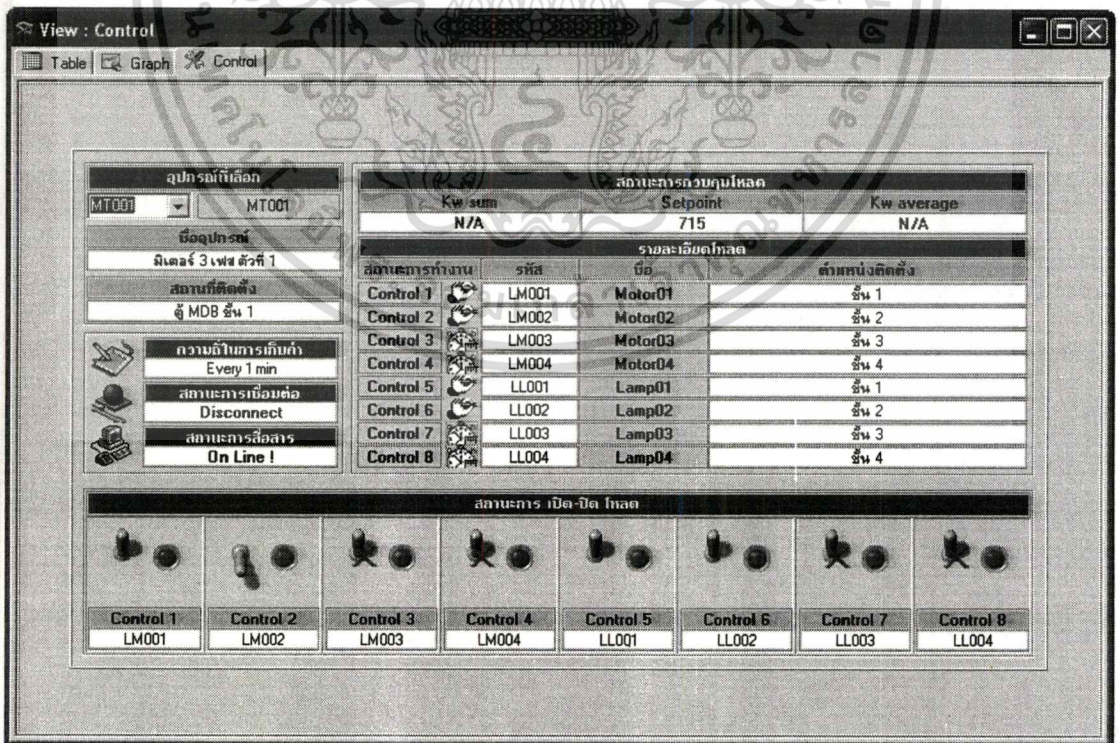 View : Control
Table Graph Control
อุปกรณ์ที่เลือก
MT001 MT001
ชื่ออุปกรณ์
มิเตอร์ 3 เฟส ตัวที่ 1
สถานที่ติดตั้ง
ตู้ MDB ชั้น 1
ความถี่ในการเก็บค่า
Every 1 min
สถานะการเชื่อมต่อ
Disconnect
สถานะการสื่อสาร
On Line !
สถานะการควบคุมโหลด
Kw sum Setpoint Kw average
N/A 715 N/A
รายละเอียดโหลด
สถานะการทำงาน รหัส ชื่อ ตำแหน่งติดตั้ง
Control 1 LM001 Motor01 ชั้น 1
Control 2 LM002 Motor02 ชั้น 2
Control 3 LM003 Motor03 ชั้น 3
Control 4 LM004 Motor04 ชั้น 4
Control 5 LL001 Lamp01 ชั้น 1
Control 6 LL002 Lamp02 ชั้น 2
Control 7 LL003 Lamp03 ชั้น 3
Control 8 LL004 Lamp04 ชั้น 4
สถานะการ เปิด-ปิด โหลด
Control 1 Control 2 Control 3 Control 4 Control 5 Control 6 Control 7 Control 8
LM001 LM002 LM003 LM004 LL001 LL002 LL003 LL004